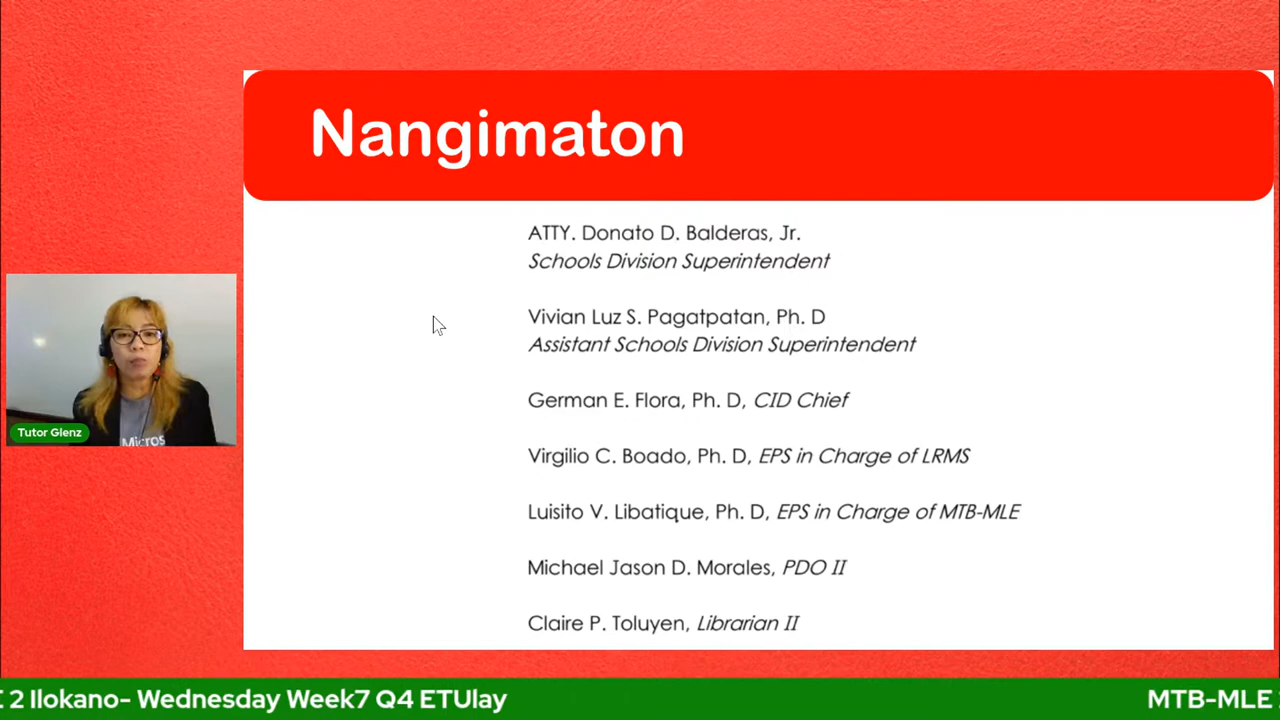 Nangimaton
ATTY. Donato D. Balderas, Jr.
Schools Division Superintendent
Vivian Luz S. Pagatpatan, Ph. D
Assistant Schools Division Superintendent
German E. Flora, Ph. D, CID Chief
Virgilio C. Boado, Ph. D, EPS in Charge of LRMS
Luisito V. Libatique, Ph. D, EPS in Charge of MTB-MLE
Michael Jason D. Morales, PDO II
Claire P. Toluyen, Librarian II
Tutor Glenz
Micros
2 Ilokano- Wednesday Week7 Q4 ETUlay
MTB-MLE